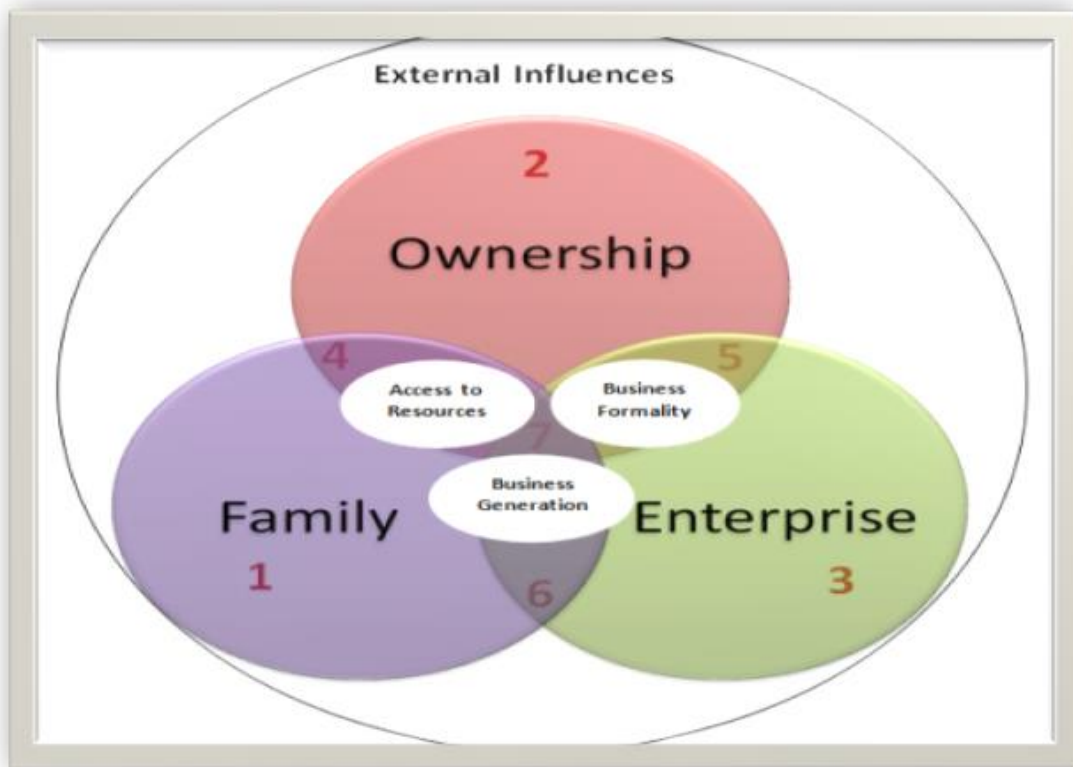 External Influences
2
Ownership
4
5
Access to
Resources
Business
Formality
7
Business
Generation
Family
Enterprise
1
3
6